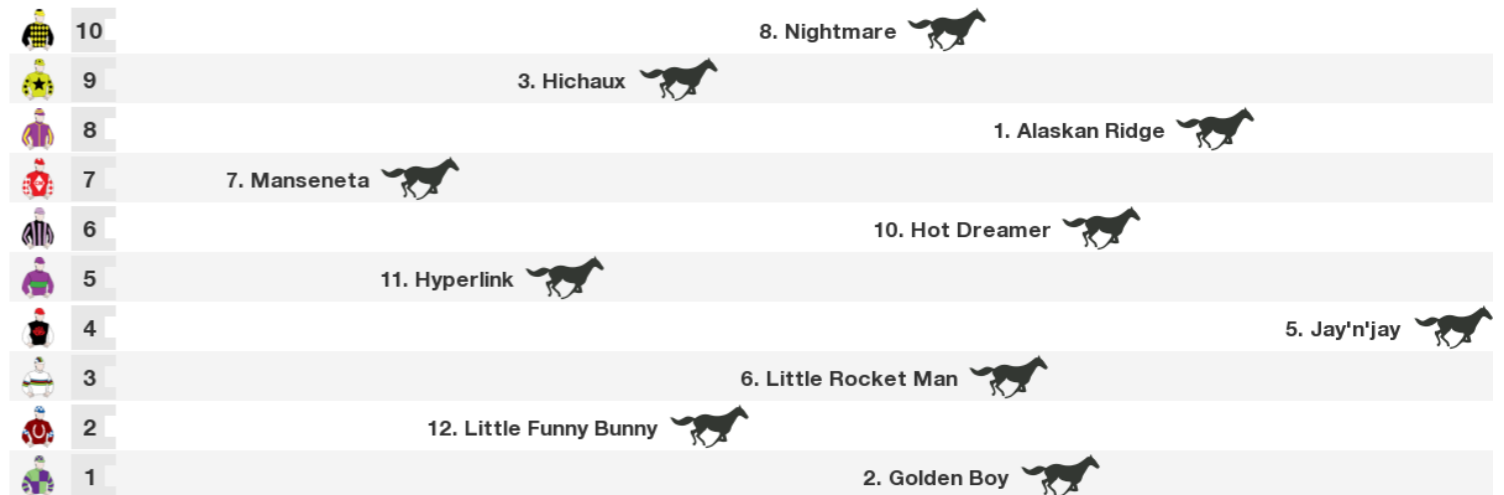 10 8. Nightmare
9 3. Hichaux
8 1. Alaskan Ridge
7 7. Manseneta
6 10. Hot Dreamer
5 11. Hyperlink
4 5. Jay'n'jay
3 6. Little Rocket Man
2 12. Little Funny Bunny
1 2. Golden Boy